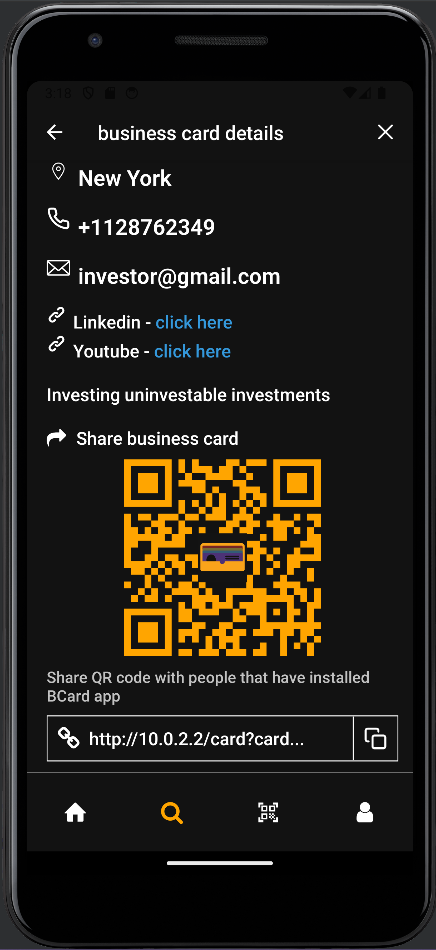 3:18
business card details
New York
+1128762349
investor@gmail.com
Linkedin - click here
Youtube - click here
Investing uninvestable investments
Share business card
Share QR code with people that have installed
BCard app
http://10.0.2.2/card?card...